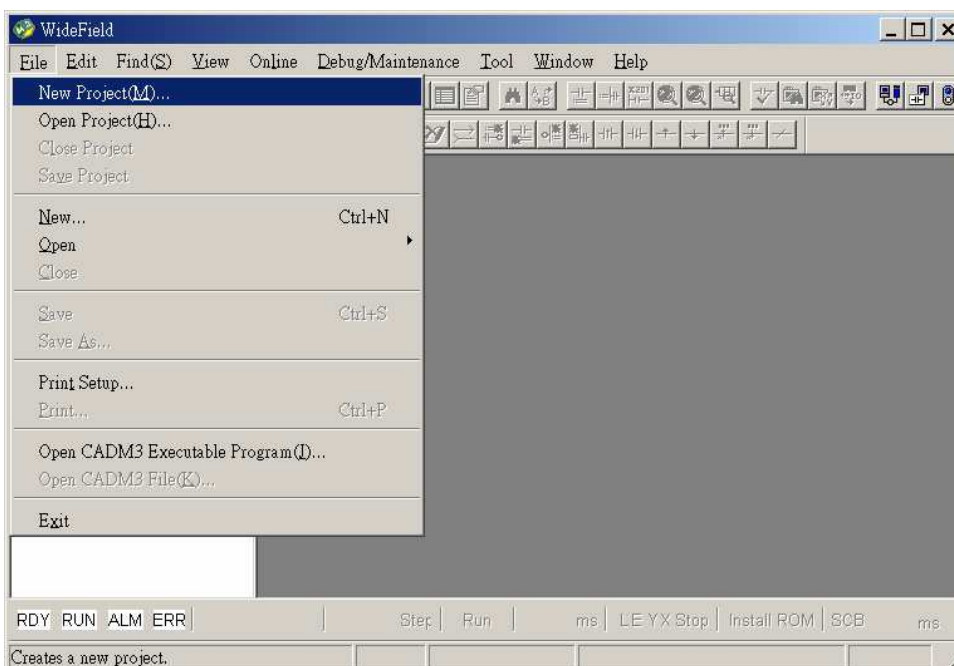 WideField
File Edit Find(S) View Online Debug/Maintenance Tool Window Help
New Project(M)...
Open Project(H)...
Close Project
Save Project
New... Ctrl+N
Open
Close
Save Ctrl+S
Save As...
Print Setup...
Print... Ctrl+P
Open CADM3 Executable Program(J)...
Open CADM3 File(K)...
Exit
RDY RUN ALM ERR Step Run ms LE YX Stop Install ROM SCB ms
Creates a new project.